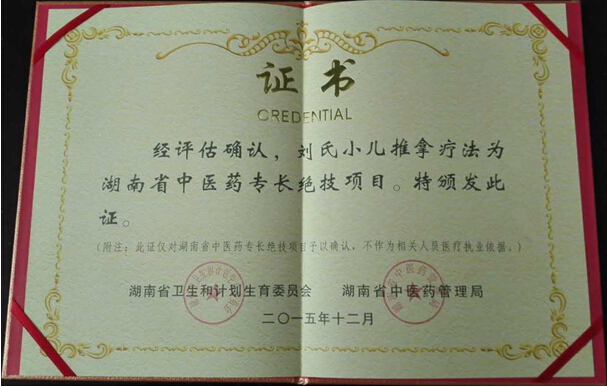 证书
CREDENTIAL
经评估确认，刘氏小儿推拿疗法为
湖南省中医药专长绝技项目。特颁发此
证。
(附注：此证仅对湖南省中医药专长绝技项目予以确认，不作为相关人员医疗执业依据。)
湖南省卫生和计划生育委员会 湖南省中医药管理局
二〇一五年十二月